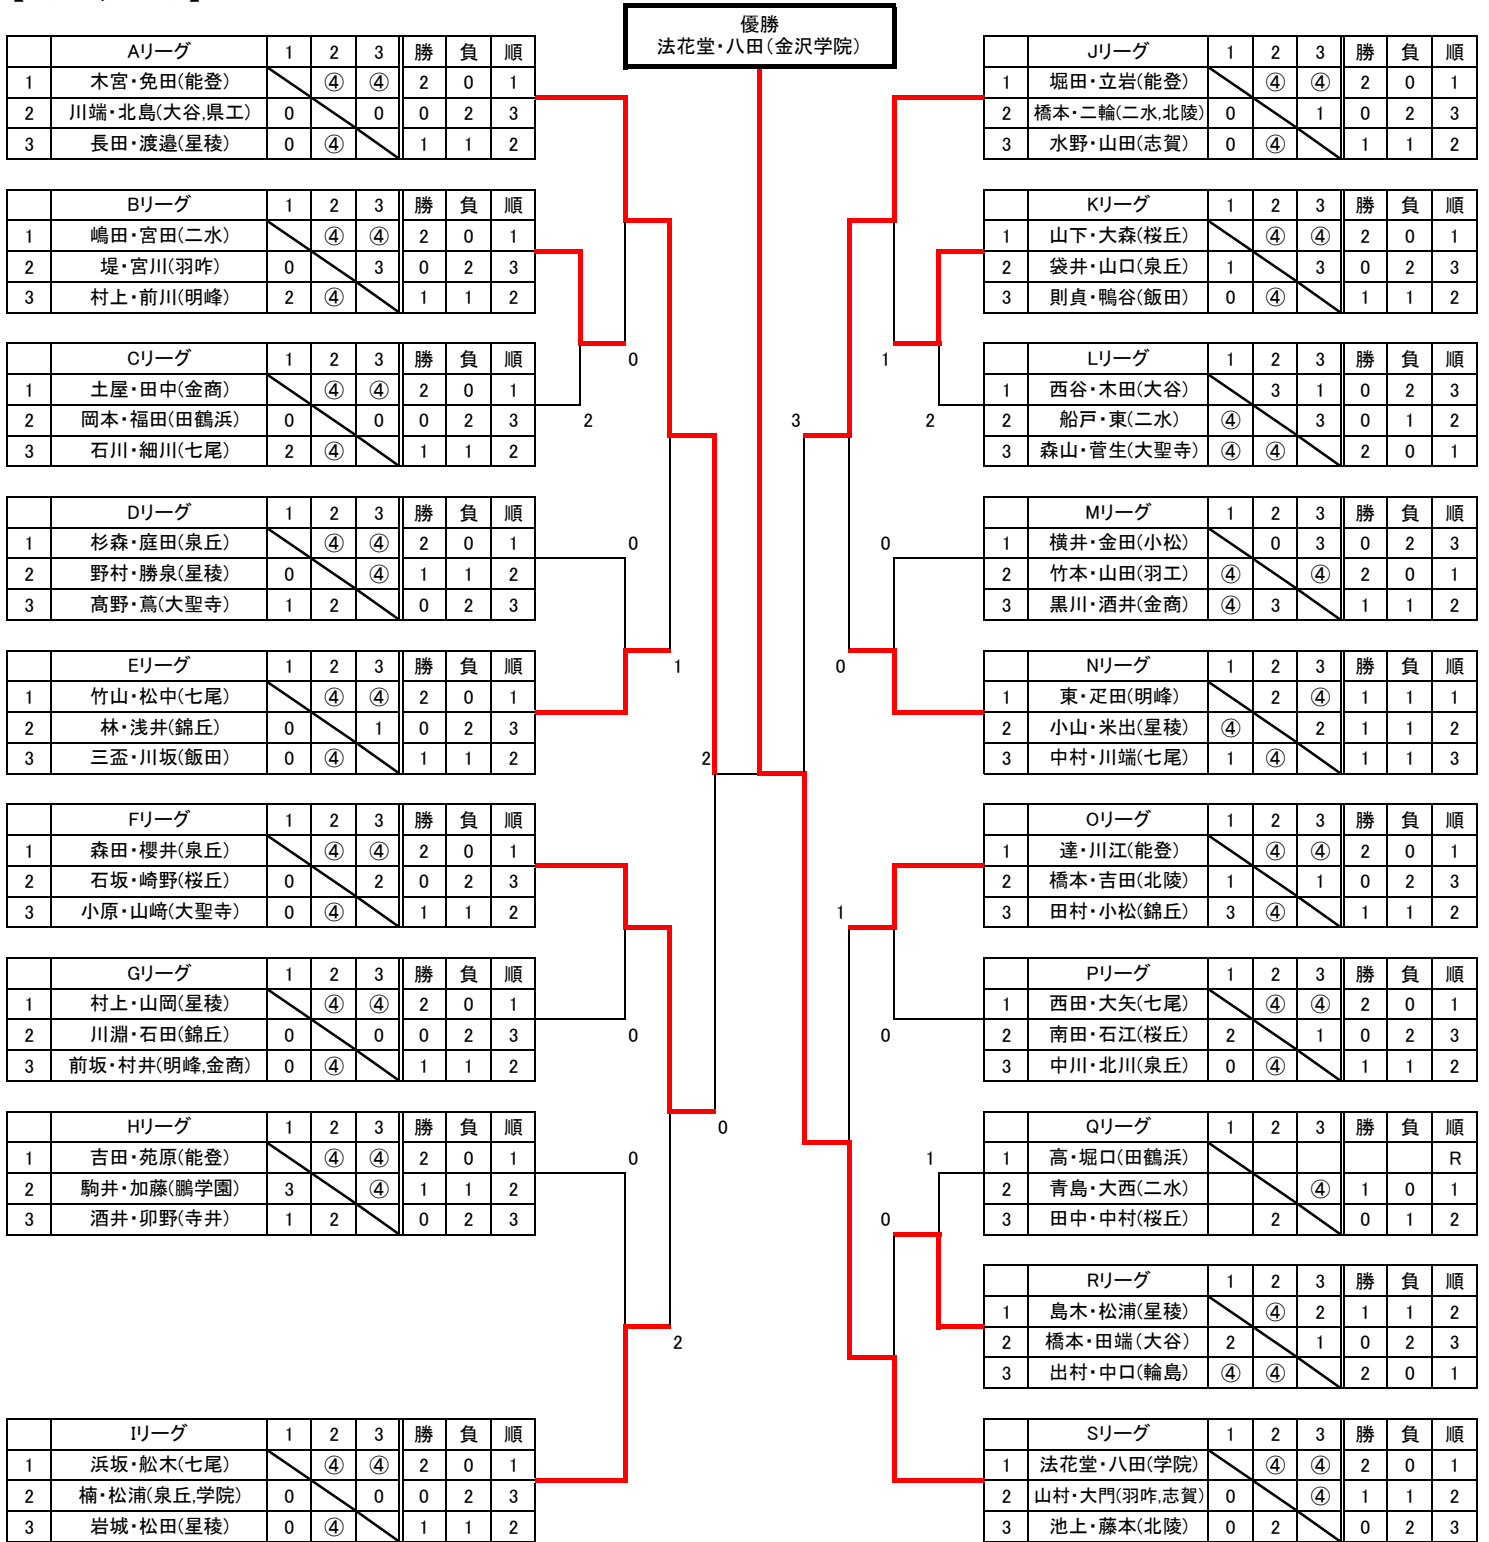 優勝
法花堂・八田(金沢学院)
Aリーグ 1 2 3 勝 負 順
1 木宮・免田(能登) ④ ④ 2 0 1
2 川端・北島(大谷,県工) 0 0 0 2 3
3 長田・渡邉(星稜) 0 ④ 1 1 2
Bリーグ 1 2 3 勝 負 順
1 嶋田・宮田(二水) ④ ④ 2 0 1
2 堤・宮川(羽咋) 0 3 0 2 3
3 村上・前川(明峰) 2 ④ 1 1 2
0
Cリーグ 1 2 3 勝 負 順
1 土屋・田中(金商) ④ ④ 2 0 1
2 岡本・福田(田鶴浜) 0 0 0 2 3
3 石川・細川(七尾) 2 ④ 1 1 2
2
Dリーグ 1 2 3 勝 負 順
1 杉森・庭田(泉丘) ④ ④ 2 0 1
2 野村・勝泉(星稜) 0 ④ 1 1 2
3 髙野・蔦(大聖寺) 1 2 0 2 3
0
Eリーグ 1 2 3 勝 負 順
1 竹山・松中(七尾) ④ ④ 2 0 1
2 林・浅井(錦丘) 0 1 0 2 3
3 三盃・川坂(飯田) 0 ④ 1 1 2
1
2
Fリーグ 1 2 3 勝 負 順
1 森田・櫻井(泉丘) ④ ④ 2 0 1
2 石坂・崎野(桜丘) 0 2 0 2 3
3 小原・山﨑(大聖寺) 0 ④ 1 1 2
Gリーグ 1 2 3 勝 負 順
1 村上・山岡(星稜) ④ ④ 2 0 1
2 川淵・石田(錦丘) 0 0 0 2 3
3 前坂・村井(明峰,金商) 0 ④ 1 1 2
0
0
Hリーグ 1 2 3 勝 負 順
1 吉田・苑原(能登) ④ ④ 2 0 1
2 駒井・加藤(鵬学園) 3 ④ 1 1 2
3 酒井・卯野(寺井) 1 2 0 2 3
0
2
Iリーグ 1 2 3 勝 負 順
1 浜坂・舩木(七尾) ④ ④ 2 0 1
2 楠・松浦(泉丘,学院) 0 0 0 2 3
3 岩城・松田(星稜) 0 ④ 1 1 2
Jリーグ 1 2 3 勝 負 順
1 堀田・立岩(能登) ④ ④ 2 0 1
2 橋本・二輪(二水,北陵) 0 1 0 2 3
3 水野・山田(志賀) 0 ④ 1 1 2
Kリーグ 1 2 3 勝 負 順
1 山下・大森(桜丘) ④ ④ 2 0 1
2 袋井・山口(泉丘) 1 3 0 2 3
3 則貞・鴨谷(飯田) 0 ④ 1 1 2
1
Lリーグ 1 2 3 勝 負 順
1 西谷・木田(大谷) 3 1 0 2 3
2 船戸・東(二水) ④ 3 0 1 2
3 森山・菅生(大聖寺) ④ ④ 2 0 1
3
2
Mリーグ 1 2 3 勝 負 順
1 横井・金田(小松) 0 3 0 2 3
2 竹本・山田(羽工) ④ ④ 2 0 1
3 黒川・酒井(金商) ④ 3 1 1 2
0
Nリーグ 1 2 3 勝 負 順
1 東・疋田(明峰) 2 ④ 1 1 1
2 小山・米出(星稜) ④ 2 1 1 2
3 中村・川端(七尾) 1 ④ 1 1 3
0
Oリーグ 1 2 3 勝 負 順
1 達・川江(能登) ④ ④ 2 0 1
2 橋本・吉田(北陵) 1 1 0 2 3
3 田村・小松(錦丘) 3 ④ 1 1 2
1
Pリーグ 1 2 3 勝 負 順
1 西田・大矢(七尾) ④ ④ 2 0 1
2 南田・石江(桜丘) 2 1 0 2 3
3 中川・北川(泉丘) 0 ④ 1 1 2
0
Qリーグ 1 2 3 勝 負 順
1 高・堀口(田鶴浜) R
2 青島・大西(二水) ④ 1 0 1
3 田中・中村(桜丘) 2 0 1 2
1
0
Rリーグ 1 2 3 勝 負 順
1 島木・松浦(星稜) ④ 2 1 1 2
2 橋本・田端(大谷) 2 1 0 2 3
3 出村・中口(輪島) ④ ④ 2 0 1
Sリーグ 1 2 3 勝 負 順
1 法花堂・八田(学院) ④ ④ 2 0 1
2 山村・大門(羽咋,志賀) 0 ④ 1 1 2
3 池上・藤本(北陵) 0 2 0 2 3